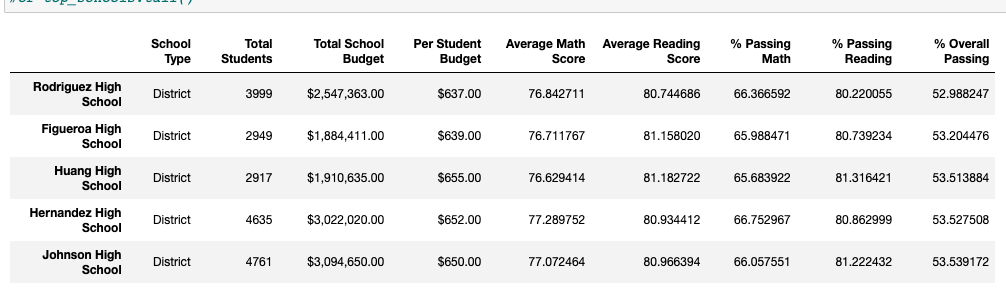 #or top_schools.tail()
School Type Total Students Total School Budget Per Student Budget Average Math Score Average Reading Score % Passing Math % Passing Reading % Overall Passing
Rodriguez High School District 3999 $2,547,363.00 $637.00 76.842711 80.744686 66.366592 80.220055 52.988247
Figueroa High School District 2949 $1,884,411.00 $639.00 76.711767 81.158020 65.988471 80.739234 53.204476
Huang High School District 2917 $1,910,635.00 $655.00 76.629414 81.182722 65.683922 81.316421 53.513884
Hernandez High School District 4635 $3,022,020.00 $652.00 77.289752 80.934412 66.752967 80.862999 53.527508
Johnson High School District 4761 $3,094,650.00 $650.00 77.072464 80.966394 66.057551 81.222432 53.539172